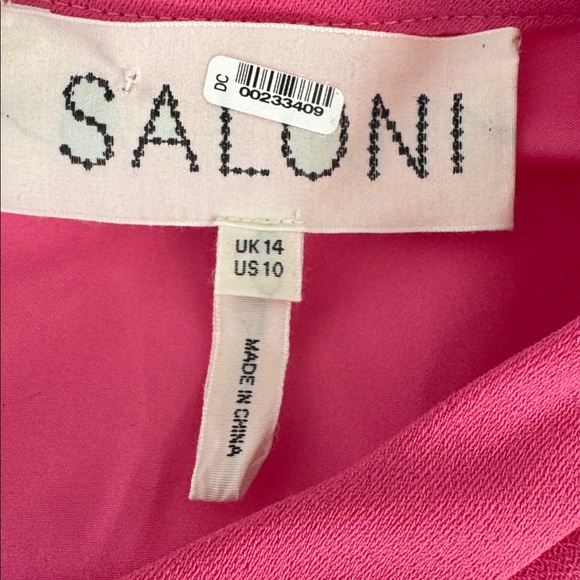 SALONI
DC
00233409
UK 14
US 10
MADE IN CHINA